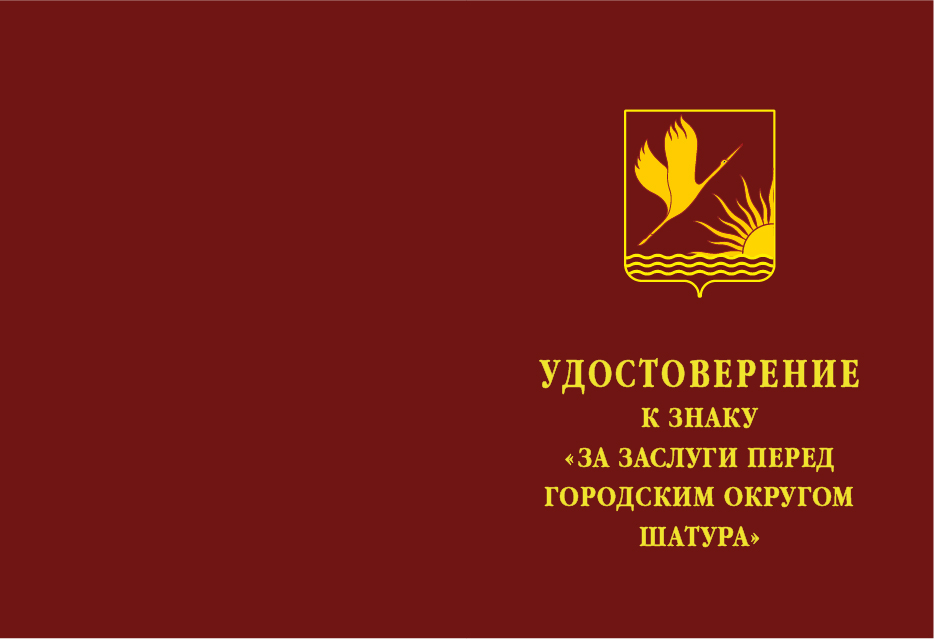 УДОСТОВЕРЕНИЕ
К ЗНАКУ
«ЗА ЗАСЛУГИ ПЕРЕД
ГОРОДСКИМ ОКРУГОМ
ШАТУРА»